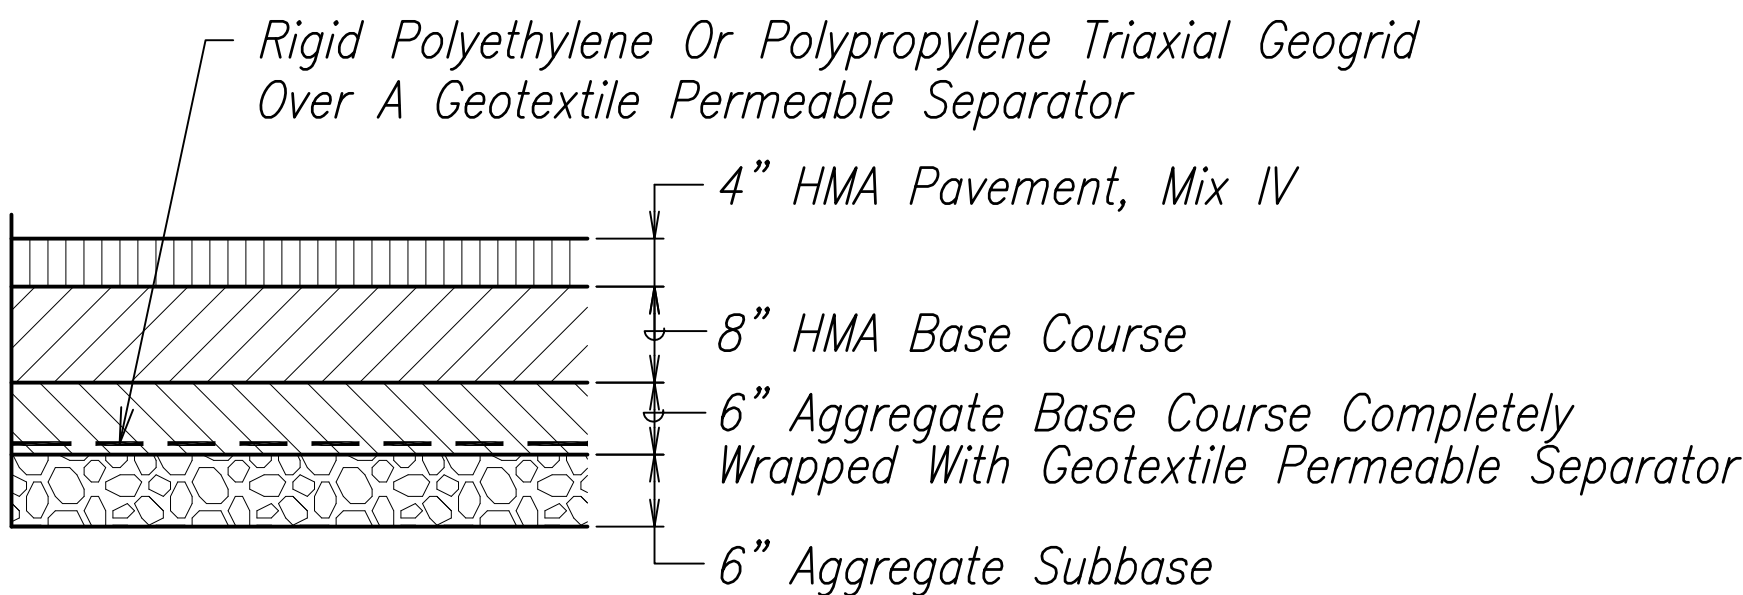 Rigid Polyethylene Or Polypropylene Triaxial Geogrid
Over A Geotextile Permeable Separator
4” HMA Pavement, Mix IV
8” HMA Base Course
6” Aggregate Base Course Completely
Wrapped With Geotextile Permeable Separator
6” Aggregate Subbase